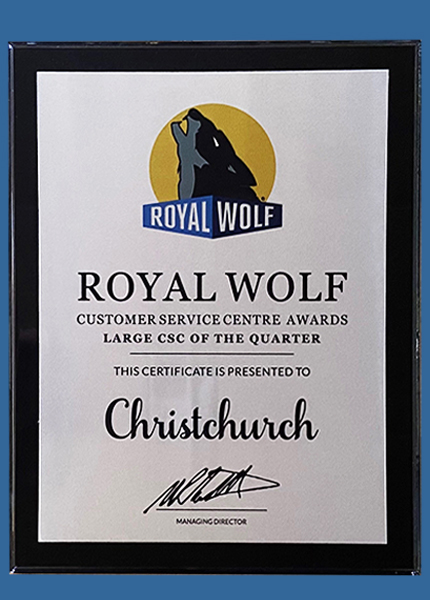 ROYAL WOLF
ROYAL WOLF
CUSTOMER SERVICE CENTRE AWARDS
LARGE CSC OF THE QUARTER
THIS CERTIFICATE IS PRESENTED TO
Christchurch
MANAGING DIRECTOR